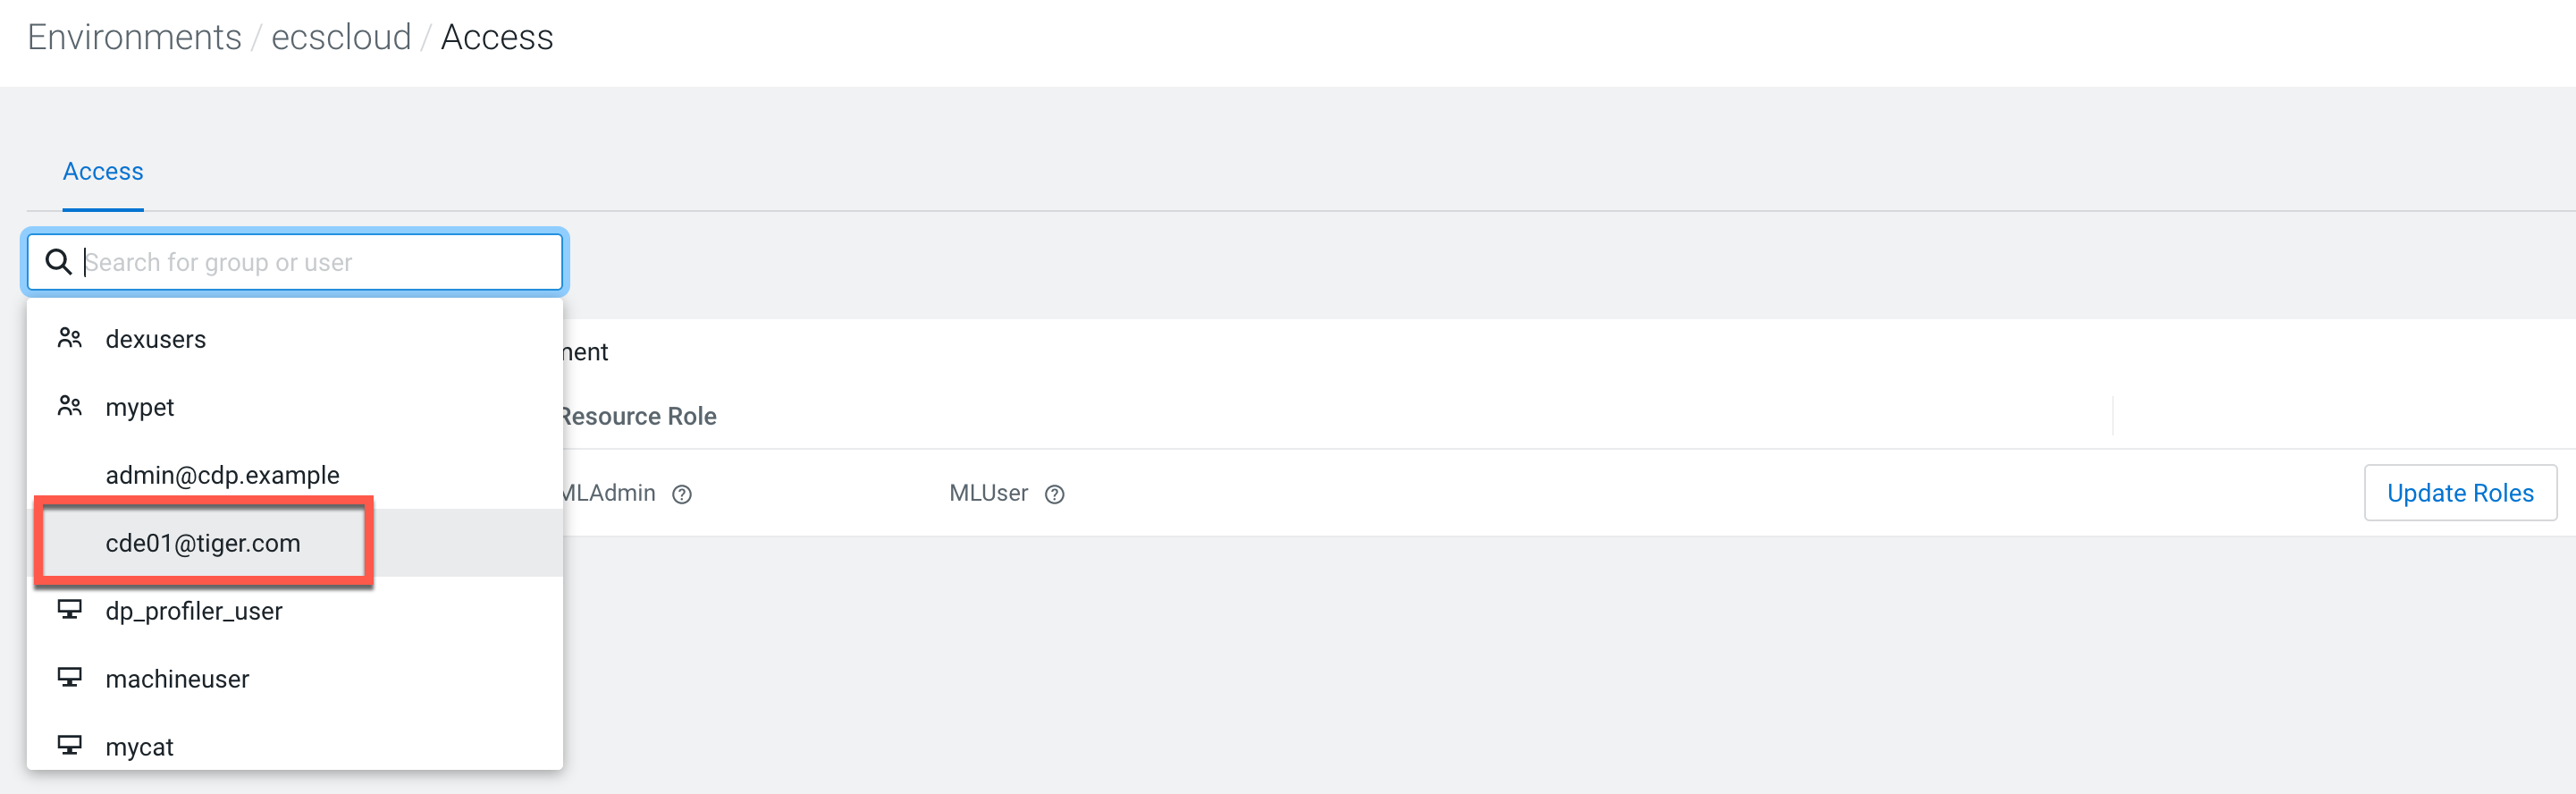 Environments / ecscloud / Access
Access
Search for group or user
dexusers
mypet
admin@cdp.example
cde01@tiger.com
dp_profiler_user
machineuser
mycat
Resource Role
MLAdmin MLUser Update Roles